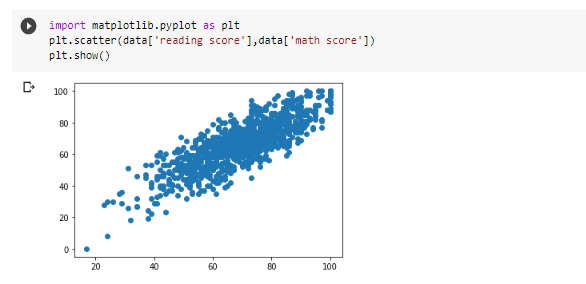 import matplotlib.pyplot as plt
plt.scatter(data['reading score'],data['math score'])
plt.show()
100
80
60
40
20
0
20 40 60 80 100